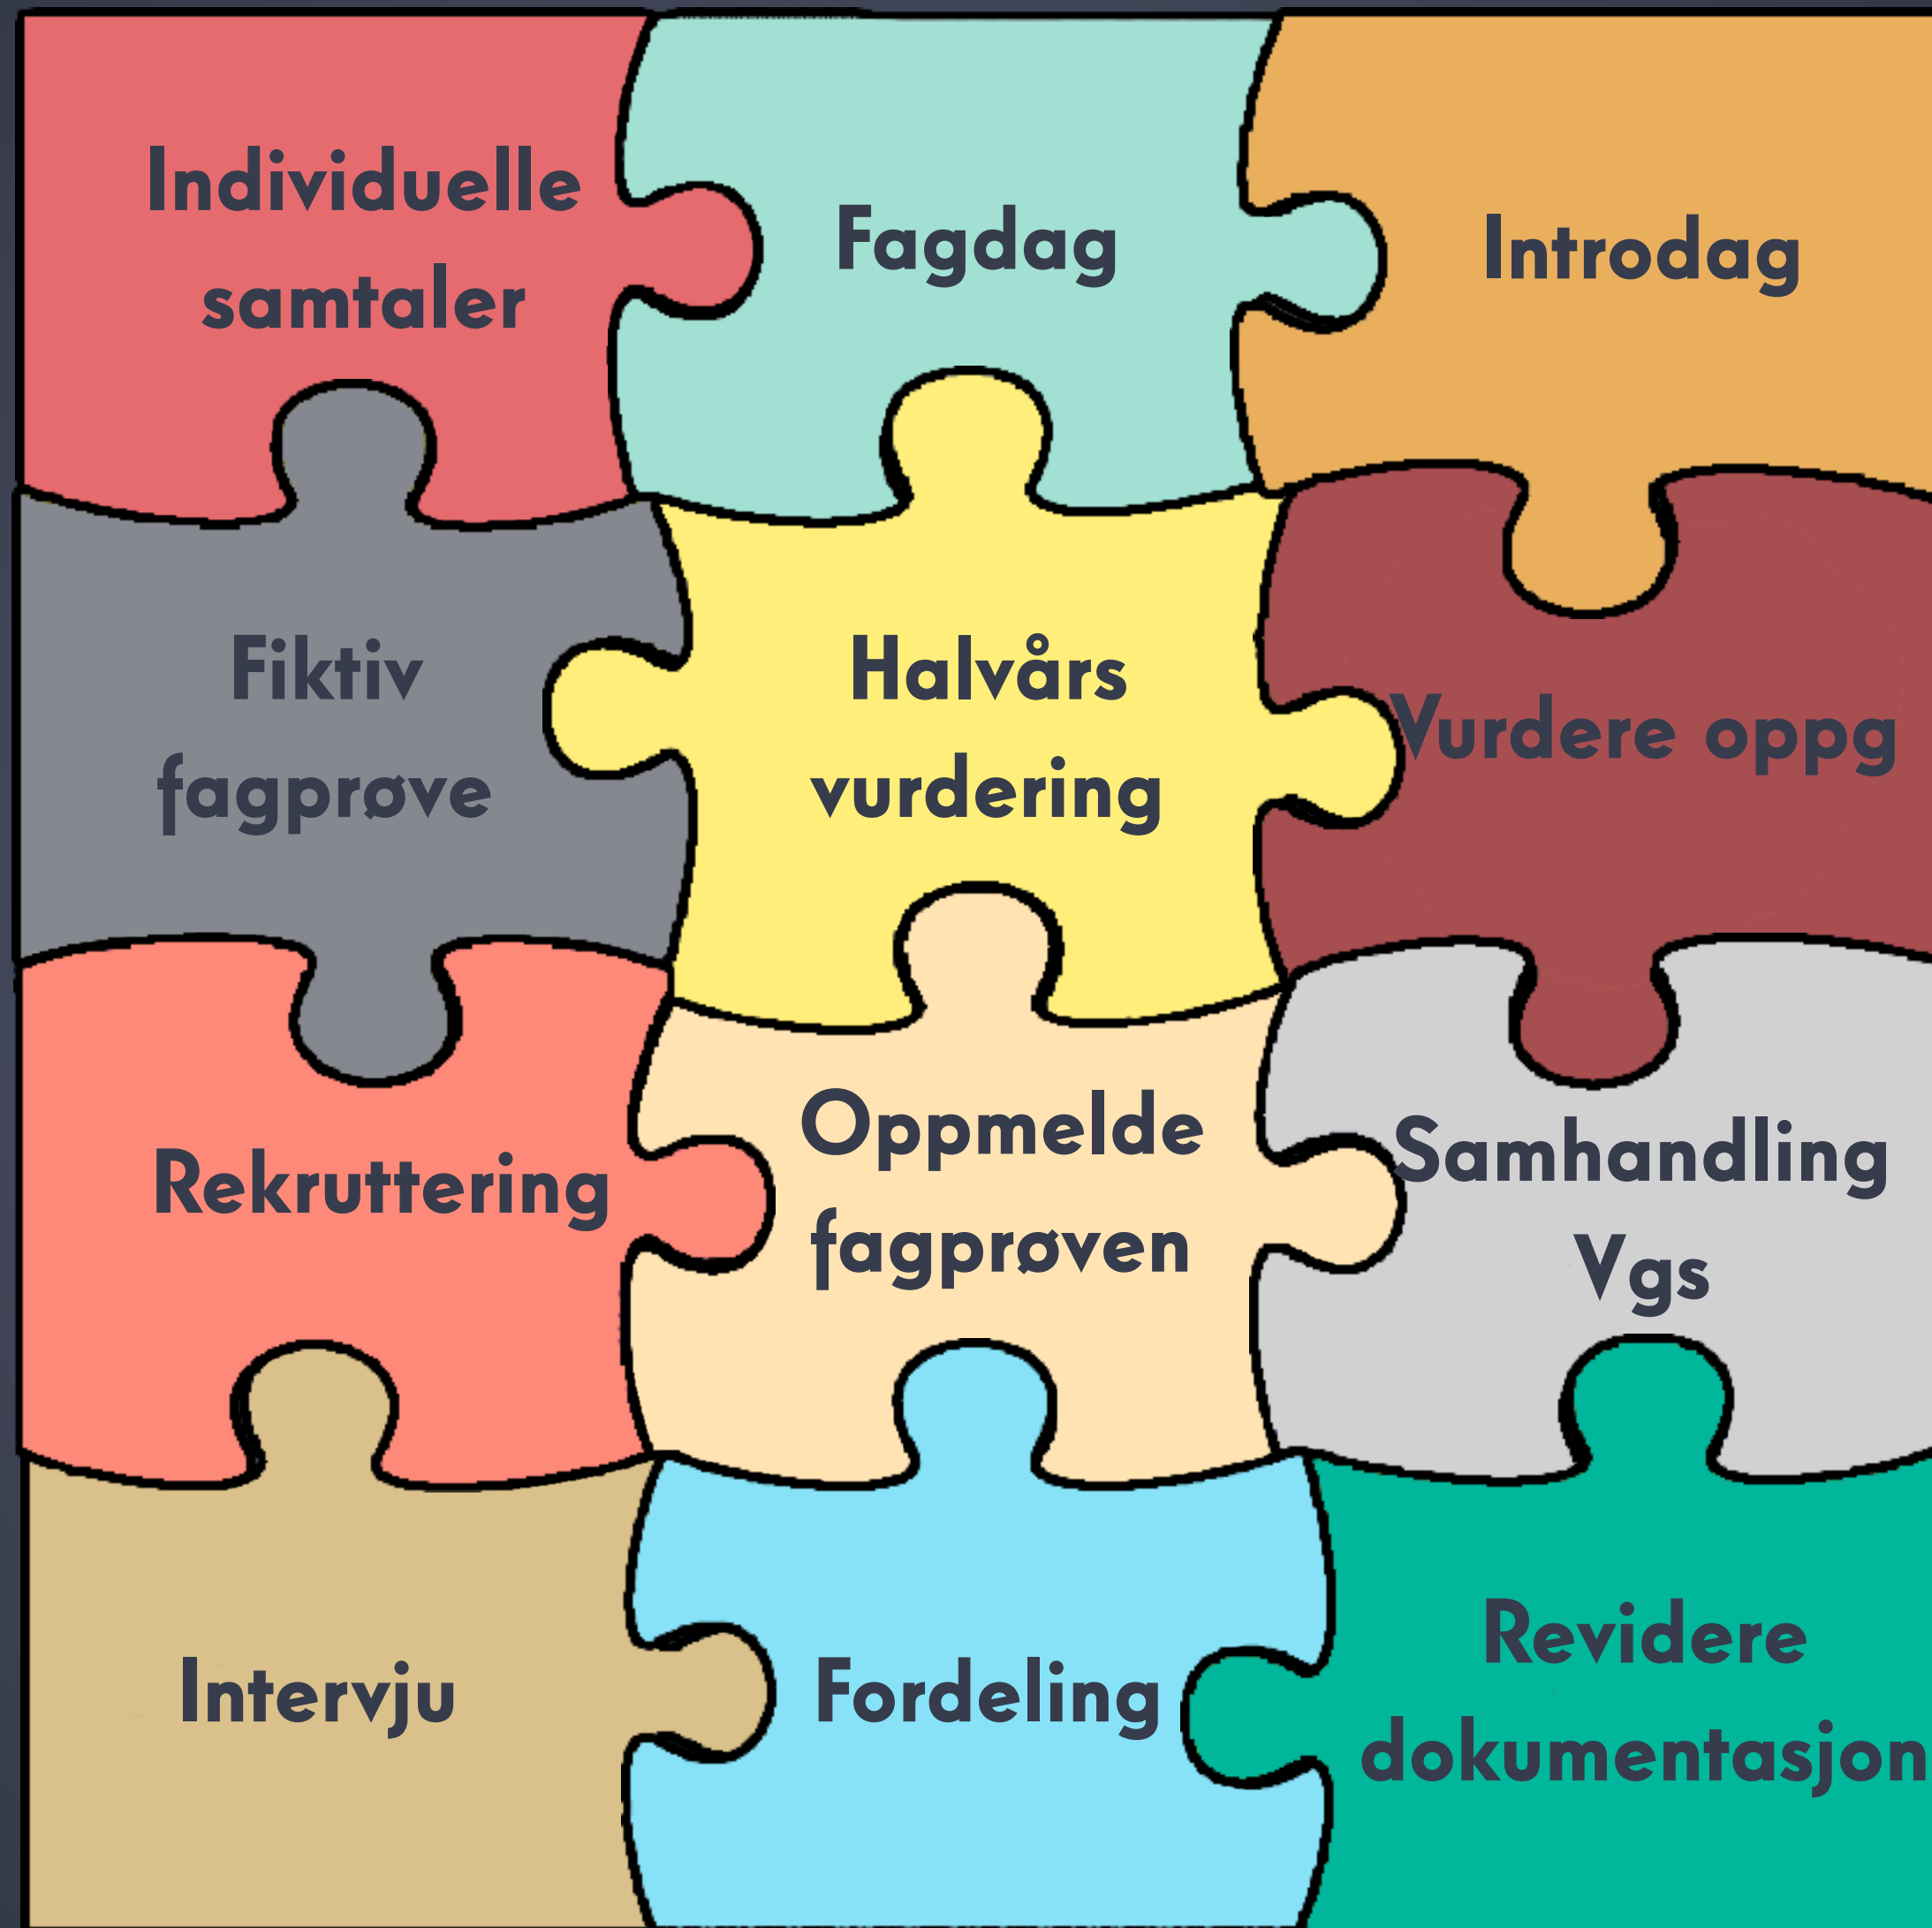 Individuelle
samtaler
Fagdag
Introdag
Fiktiv
fagprøve
Halvårs
vurdering
Vurdere oppg
Rekruttering
Oppmelde
fagprøven
Samhandling
Vgs
Intervju
Fordeling
Revidere
dokumentasjon